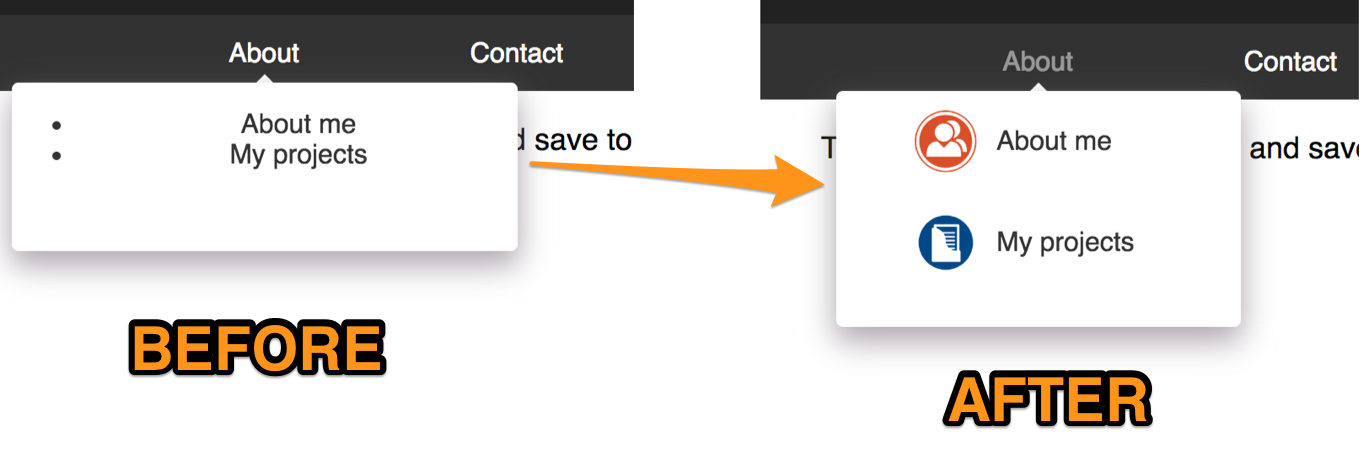 About Contact
About me
My projects
d save to
BEFORE
About Contact
T and save
About me
My projects
AFTER